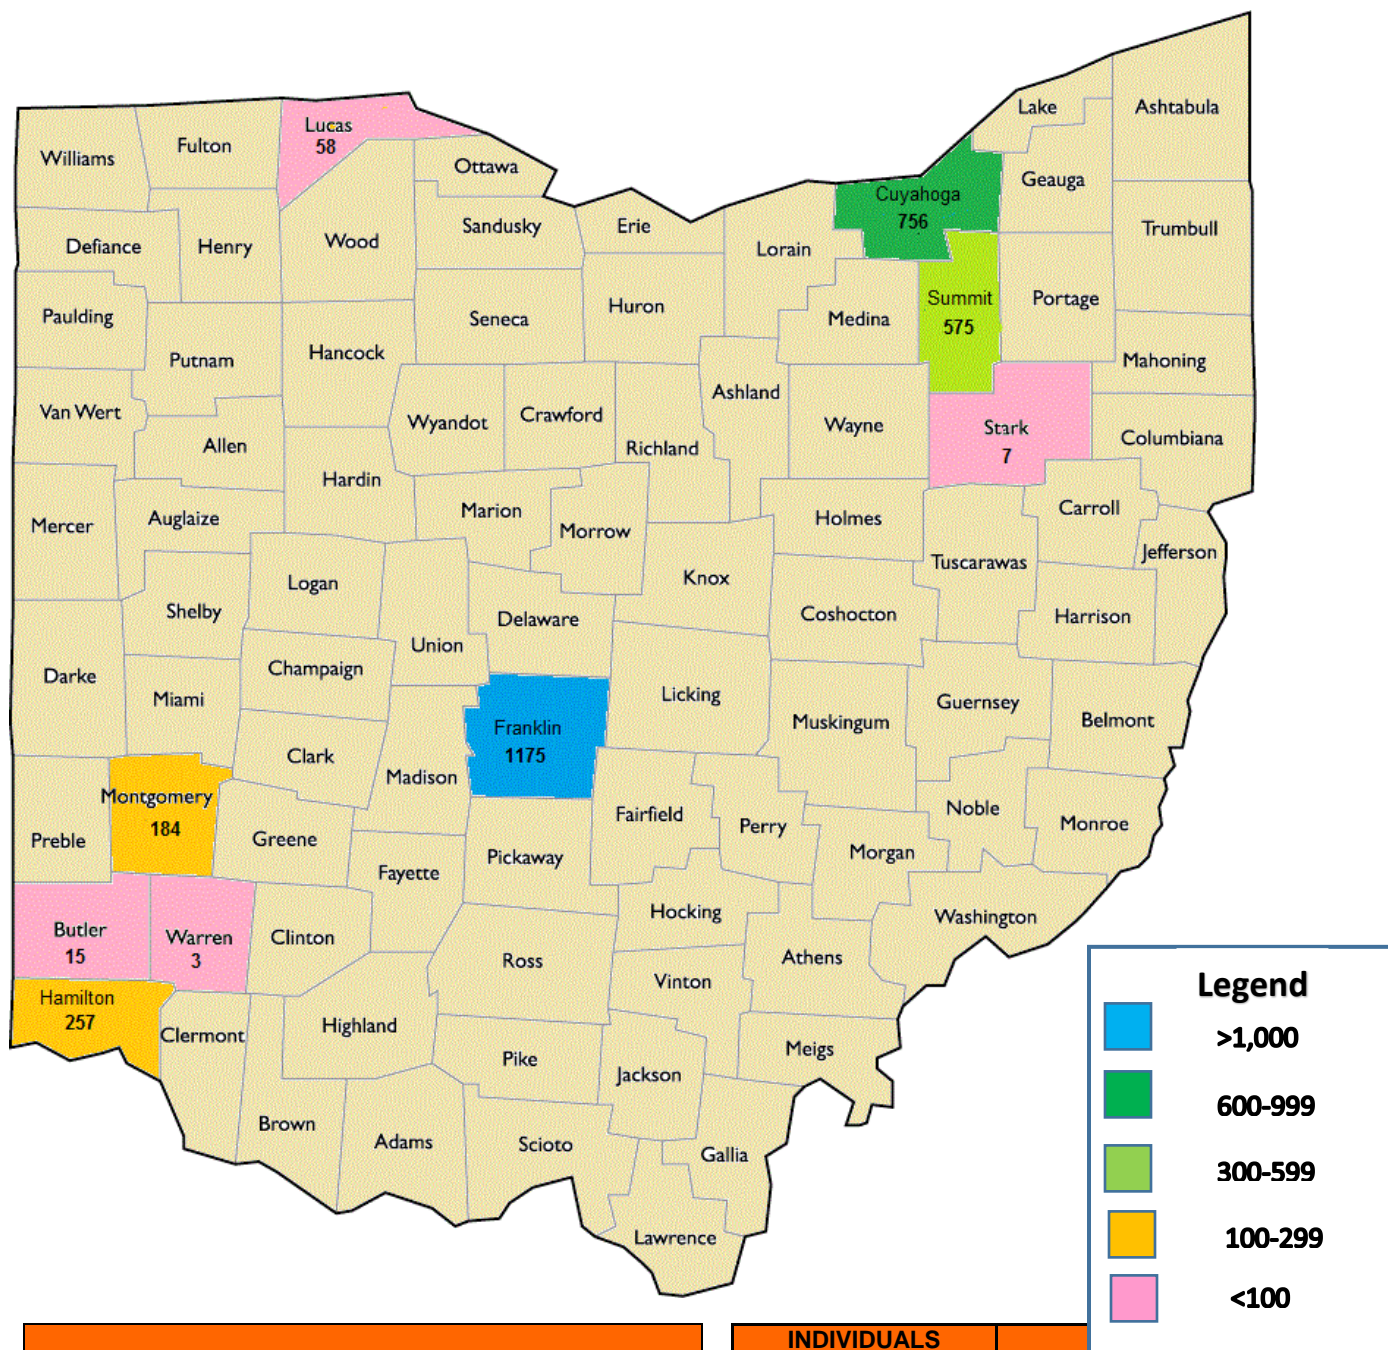 Lake
Ashtabula
Lucas
58
Williams
Fulton
Ottawa
Geauga
Cuyahoga
756
Defiance
Henry
Wood
Sandusky
Erie
Lorain
Trumbull
Paulding
Putnam
Hancock
Seneca
Huron
Medina
Summit
575
Portage
Mahoning
Van Wert
Allen
Wyandot
Crawford
Richland
Ashland
Wayne
Stark
7
Columbiana
Mercer
Auglaize
Hardin
Marion
Morrow
Holmes
Carroll
Tuscarawas
Jefferson
Logan
Knox
Shelby
Union
Delaware
Coshocton
Harrison
Darke
Miami
Champaign
Licking
Muskingum
Guernsey
Belmont
Clark
Madison
Franklin
1175
Montgomery
184
Preble
Greene
Fayette
Pickaway
Fairfield
Perry
Morgan
Noble
Monroe
Butler
15
Warren
3
Clinton
Ross
Hocking
Athens
Washington
Hamilton
257
Clermont
Highland
Vinton
Pike
Jackson
Meigs
Brown
Adams
Scioto
Gallia
Lawrence
Legend
>1,000
600-999
300-599
100-299
<100
INDIVIDUALS